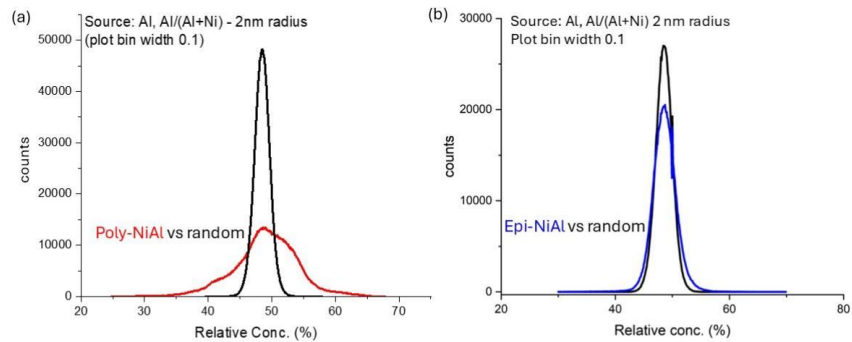 (a)
Source: Al, Al/(Al+Ni) - 2nm radius
(plot bin width 0.1)
50000
40000
30000
20000
10000
0
counts
Poly-NiAl vs random
20 30 40 50 60 70
Relative Conc. (%)
(b)
Source: Al, Al/(Al+Ni) 2 nm radius
Plot bin width 0.1
30000
20000
10000
0
counts
Epi-NiAl vs random
20 40 60 80
Relative conc. (%)